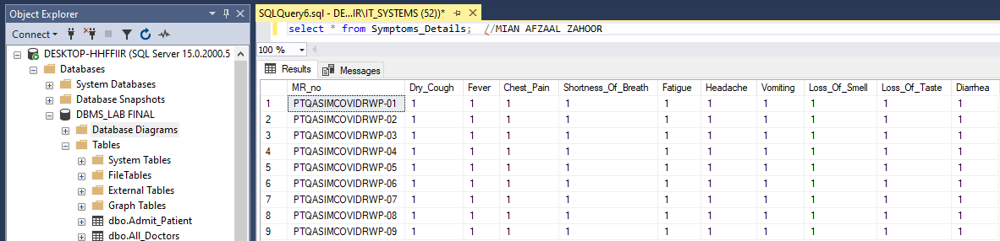 Object Explorer
Connect
DESKTOP-HHFFIIR (SQL Server 15.0.2000.5
Databases
System Databases
Database Snapshots
DBMS_LAB FINAL
Database Diagrams
Tables
System Tables
FileTables
External Tables
Graph Tables
dbo.Admit_Patient
dbo.All_Doctors
SQLQuery6.sql - DE...IR\IT_SYSTEMS (52))*
select * from Symptoms_Details; //MIAN AFZAAL ZAHOOR
100 %
Results Messages
MR_no Dry_Cough Fever Chest_Pain Shortness_Of_Breath Fatigue Headache Vomiting Loss_Of_Smell Loss_Of_Taste Diarrhea
1 PTQASIMCOVIDRWP-01 1 1 1 1 1 1 1 1 1 1
2 PTQASIMCOVIDRWP-02 1 1 1 1 1 1 1 1 1 1
3 PTQASIMCOVIDRWP-03 1 1 1 1 1 1 1 1 1 1
4 PTQASIMCOVIDRWP-04 1 1 1 1 1 1 1 1 1 1
5 PTQASIMCOVIDRWP-05 1 1 1 1 1 1 1 1 1 1
6 PTQASIMCOVIDRWP-06 1 1 1 1 1 1 1 1 1 1
7 PTQASIMCOVIDRWP-07 1 1 1 1 1 1 1 1 1 1
8 PTQASIMCOVIDRWP-08 1 1 1 1 1 1 1 1 1 1
9 PTQASIMCOVIDRWP-09 1 1 1 1 1 1 1 1 1 1